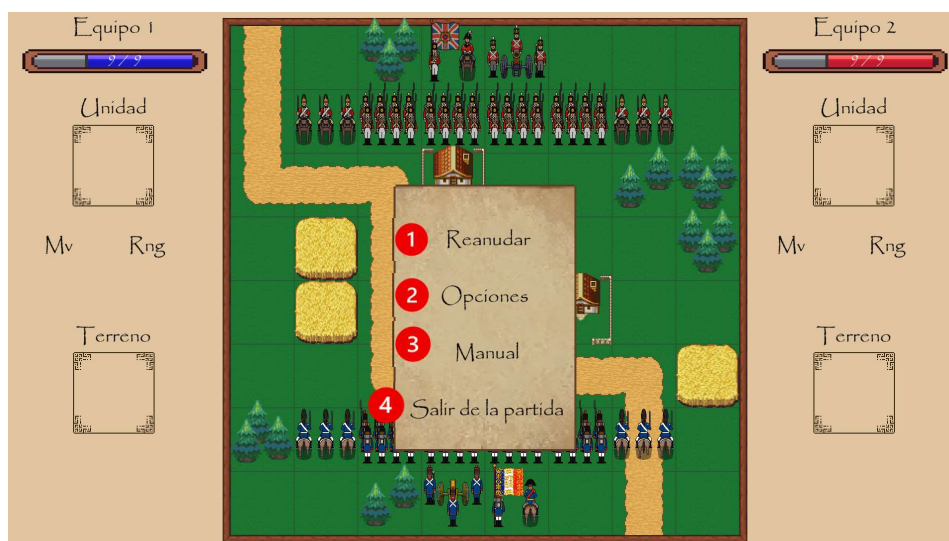 Equipo 1
9 / 9
Unidad
Mv Rng
Terreno
1 Reanudar
2 Opciones
3 Manual
4 Salir de la partida
Equipo 2
9 / 9
Unidad
Mv Rng
Terreno